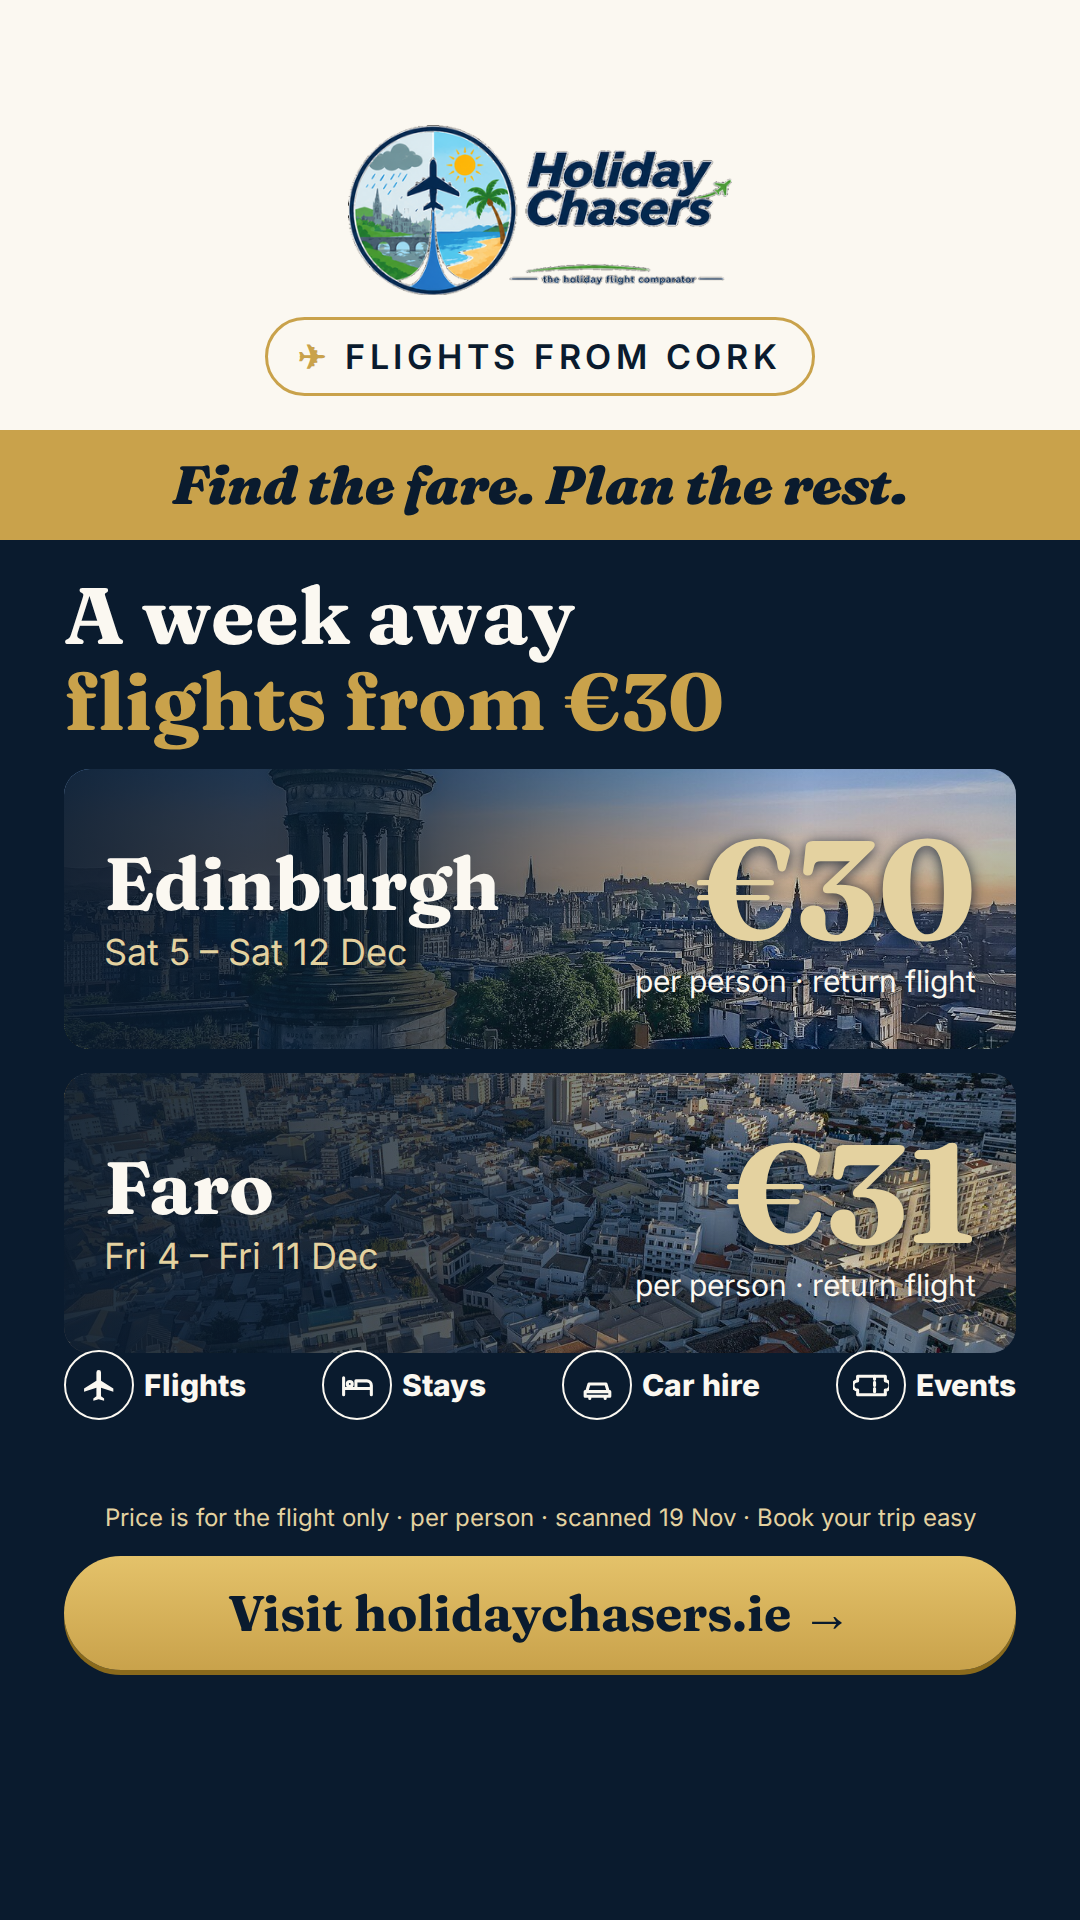 Holiday
Chasers
the holiday flight comparator
✈ FLIGHTS FROM CORK
Find the fare. Plan the rest.
A week away
flights from €30
Edinburgh
Sat 5 – Sat 12 Dec
€30
per person · return flight
Faro
Fri 4 – Fri 11 Dec
€31
per person · return flight
Flights
Stays
Car hire
Events
Price is for the flight only · per person · scanned 19 Nov · Book your trip easy
Visit holidaychasers.ie →